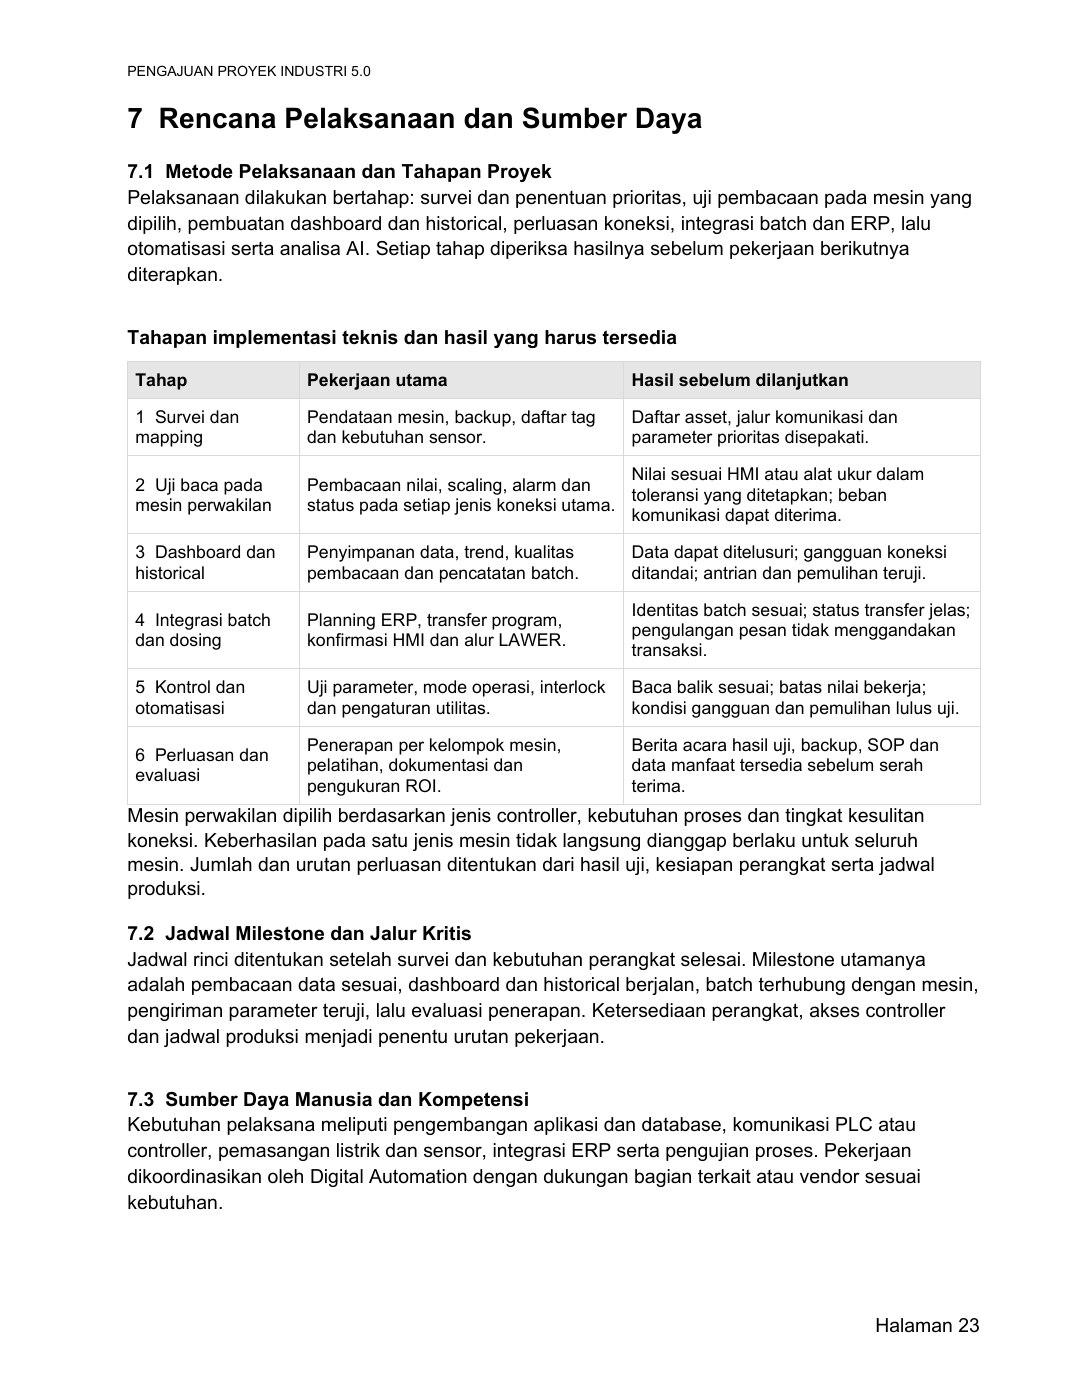 PENGAJUAN PROYEK INDUSTRI 5.0
7  Rencana Pelaksanaan dan Sumber Daya
7.1  Metode Pelaksanaan dan Tahapan Proyek
Pelaksanaan dilakukan bertahap: survei dan penentuan prioritas, uji pembacaan pada mesin yang
dipilih, pembuatan dashboard dan historical, perluasan koneksi, integrasi batch dan ERP, lalu
otomatisasi serta analisa AI. Setiap tahap diperiksa hasilnya sebelum pekerjaan berikutnya
diterapkan.
Tahapan implementasi teknis dan hasil yang harus tersedia
Tahap
Pekerjaan utama
Hasil sebelum dilanjutkan
1  Survei dan
mapping
Pendataan mesin, backup, daftar tag
dan kebutuhan sensor.
Daftar asset, jalur komunikasi dan
parameter prioritas disepakati.
2  Uji baca pada
mesin perwakilan
Pembacaan nilai, scaling, alarm dan
status pada setiap jenis koneksi utama.
Nilai sesuai HMI atau alat ukur dalam
toleransi yang ditetapkan; beban
komunikasi dapat diterima.
3  Dashboard dan
historical
Penyimpanan data, trend, kualitas
pembacaan dan pencatatan batch.
Data dapat ditelusuri; gangguan koneksi
ditandai; antrian dan pemulihan teruji.
4  Integrasi batch
dan dosing
Planning ERP, transfer program,
konfirmasi HMI dan alur LAWER.
Identitas batch sesuai; status transfer jelas;
pengulangan pesan tidak menggandakan
transaksi.
5  Kontrol dan
otomatisasi
Uji parameter, mode operasi, interlock
dan pengaturan utilitas.
Baca balik sesuai; batas nilai bekerja;
kondisi gangguan dan pemulihan lulus uji.
6  Perluasan dan
evaluasi
Penerapan per kelompok mesin,
pelatihan, dokumentasi dan
pengukuran ROI.
Berita acara hasil uji, backup, SOP dan
data manfaat tersedia sebelum serah
terima.
Mesin perwakilan dipilih berdasarkan jenis controller, kebutuhan proses dan tingkat kesulitan
koneksi. Keberhasilan pada satu jenis mesin tidak langsung dianggap berlaku untuk seluruh
mesin. Jumlah dan urutan perluasan ditentukan dari hasil uji, kesiapan perangkat serta jadwal
produksi.
7.2  Jadwal Milestone dan Jalur Kritis
Jadwal rinci ditentukan setelah survei dan kebutuhan perangkat selesai. Milestone utamanya
adalah pembacaan data sesuai, dashboard dan historical berjalan, batch terhubung dengan mesin,
pengiriman parameter teruji, lalu evaluasi penerapan. Ketersediaan perangkat, akses controller
dan jadwal produksi menjadi penentu urutan pekerjaan.
7.3  Sumber Daya Manusia dan Kompetensi
Kebutuhan pelaksana meliputi pengembangan aplikasi dan database, komunikasi PLC atau
controller, pemasangan listrik dan sensor, integrasi ERP serta pengujian proses. Pekerjaan
dikoordinasikan oleh Digital Automation dengan dukungan bagian terkait atau vendor sesuai
kebutuhan.
Halaman 23